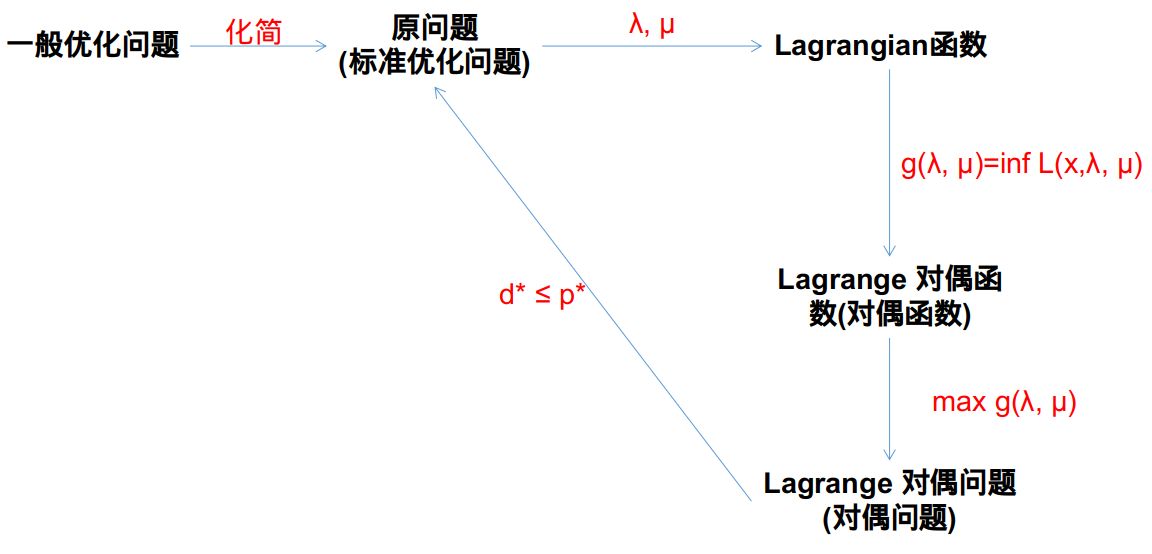 一般优化问题
化简
原问题
(标准优化问题)
λ, μ
Lagrangian函数
g(λ, μ)=inf L(x,λ, μ)
Lagrange 对偶函
数(对偶函数)
d* ≤ p*
max g(λ, μ)
Lagrange 对偶问题
(对偶问题)